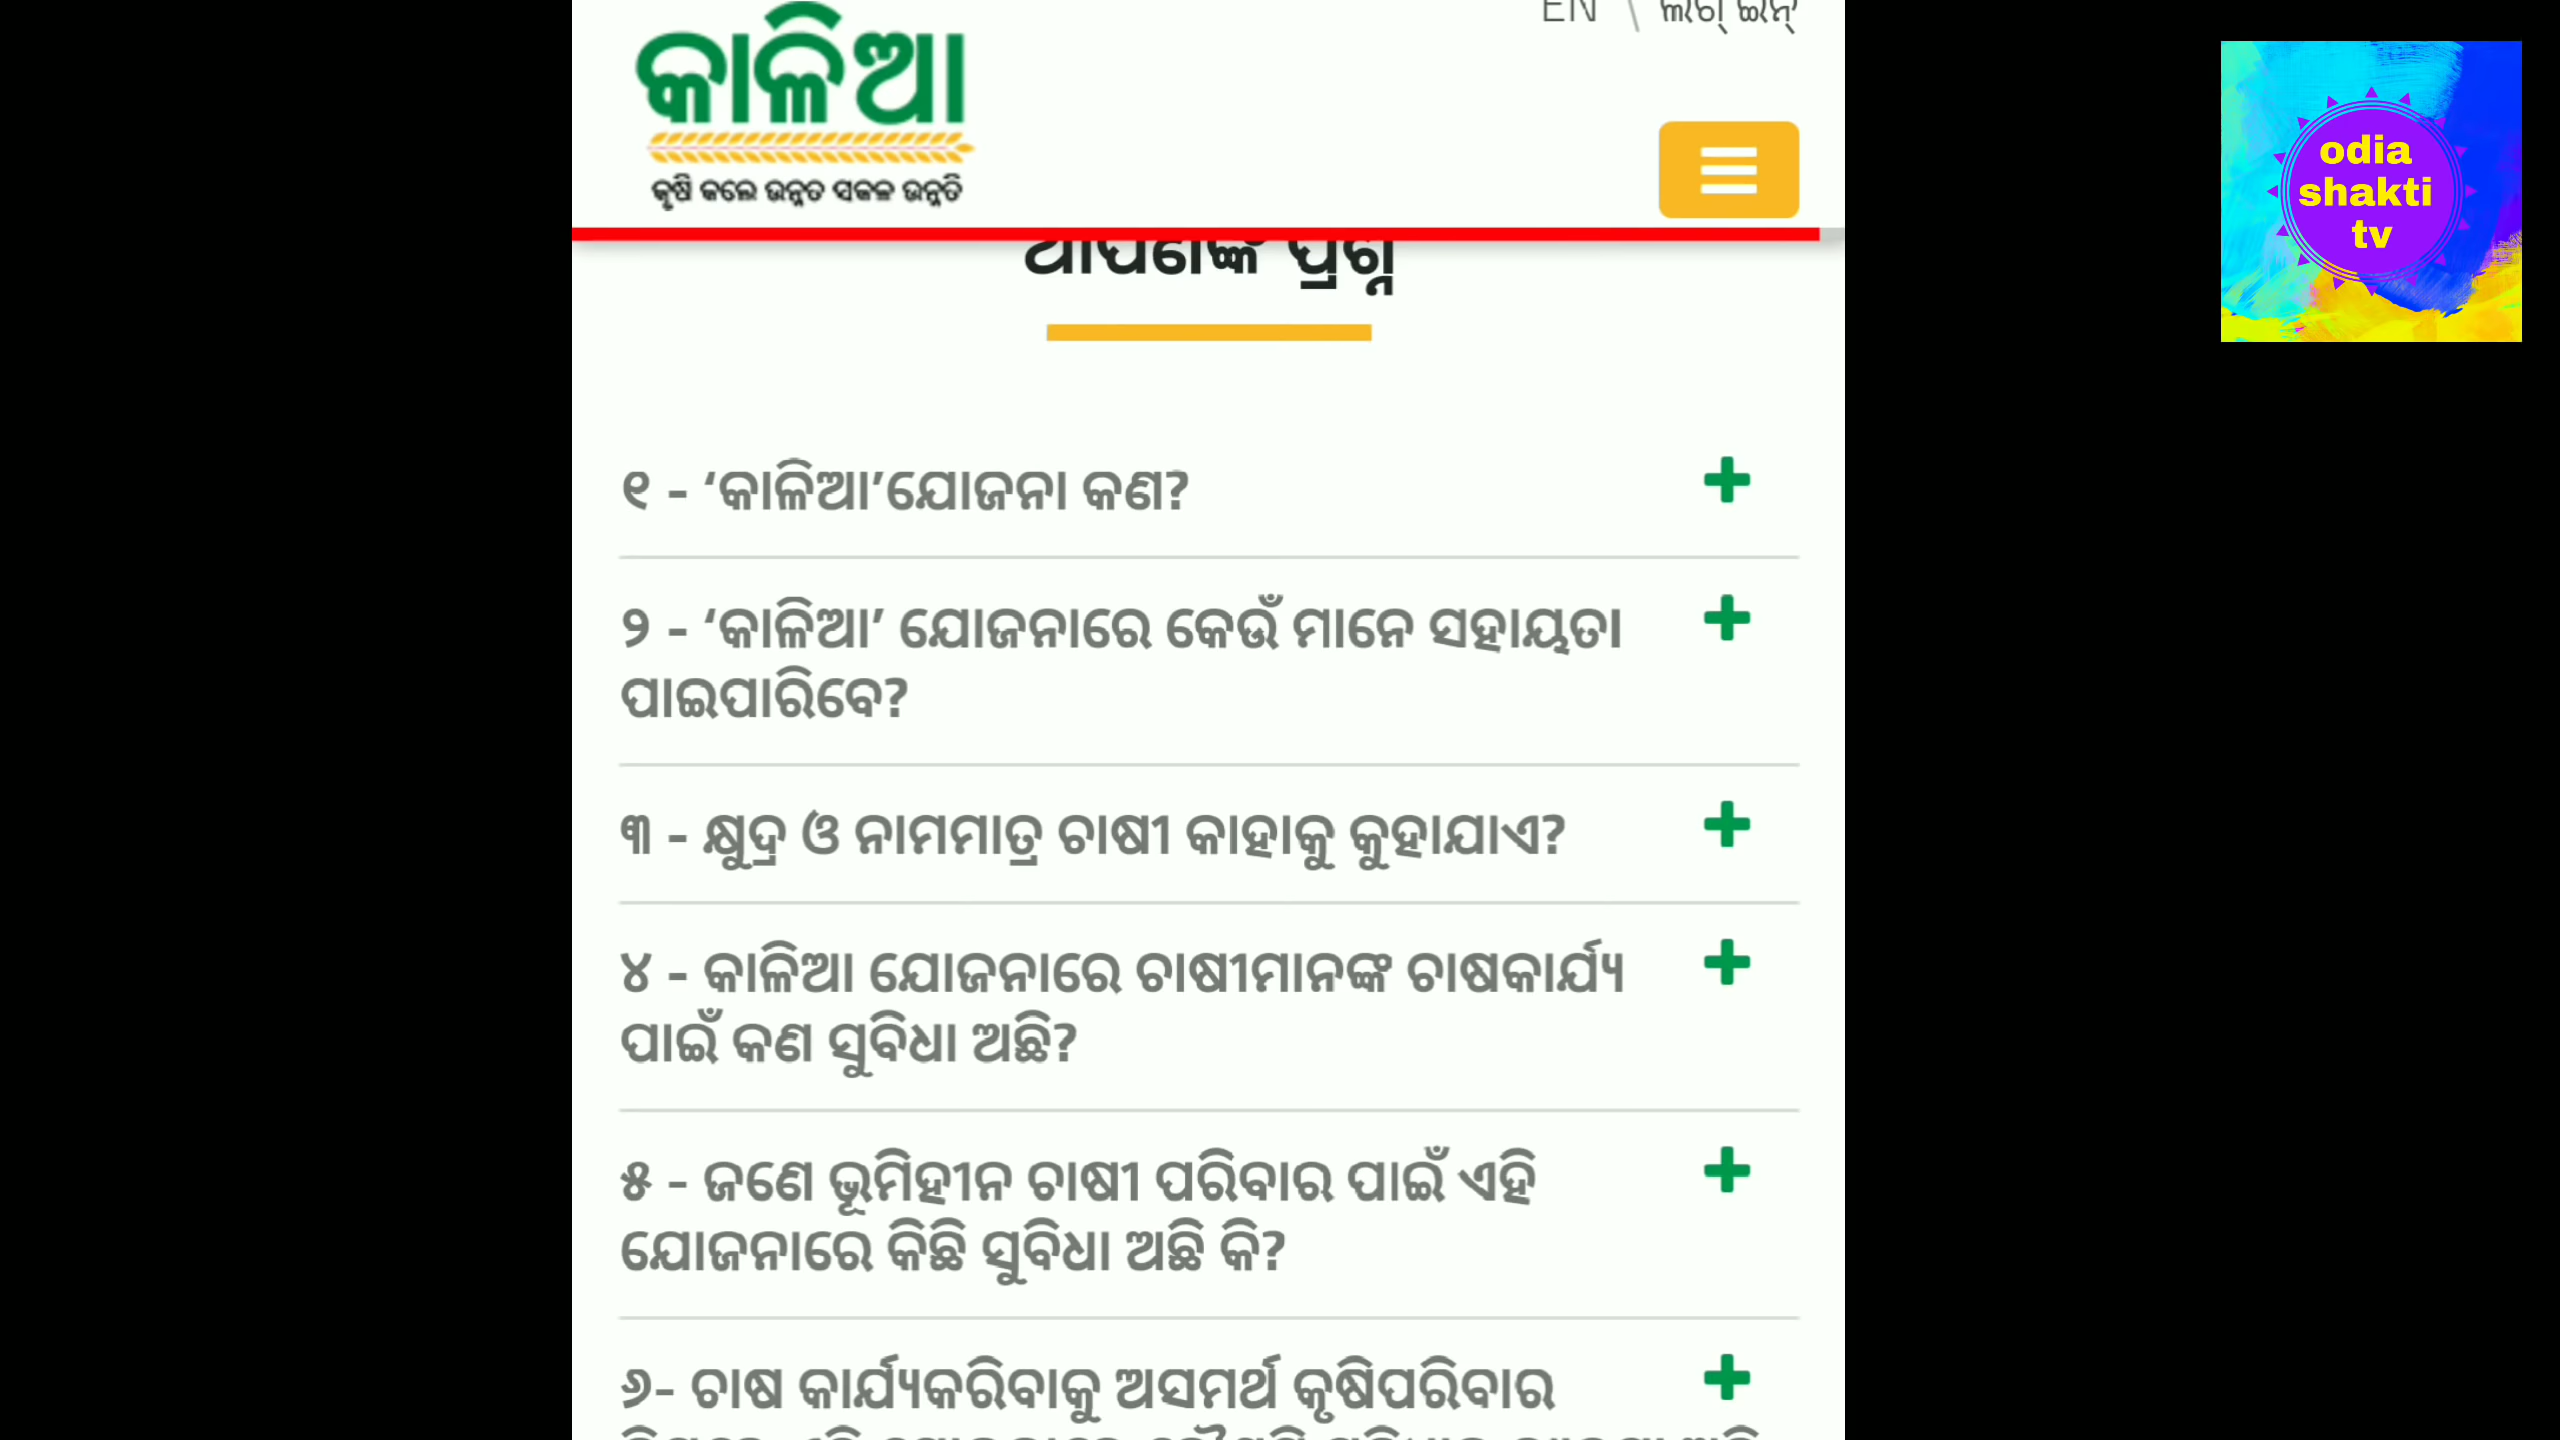 EN \ ଲଗ୍ ଇନ୍
କାଳିଆ
କୃଷି କଲେ ଉନ୍ନତ ସକଳ ଉନ୍ନତି
odia
shakti
tv
ଆପଣଙ୍କ ପ୍ରଶ୍ନ
୧ - ‘କାଳିଆ’ଯୋଜନା କଣ?
୨ - ‘କାଳିଆ’ ଯୋଜନାରେ କେଉଁ ମାନେ ସହାୟତା
ପାଇପାରିବେ?
୩ - କ୍ଷୁଦ୍ର ଓ ନାମମାତ୍ର ଚାଷୀ କାହାକୁ କୁହାଯାଏ?
୪ - କାଳିଆ ଯୋଜନାରେ ଚାଷୀମାନଙ୍କ ଚାଷକାର୍ଯ୍ୟ
ପାଇଁ କଣ ସୁବିଧା ଅଛି?
୫ - ଜଣେ ଭୂମିହୀନ ଚାଷୀ ପରିବାର ପାଇଁ ଏହି
ଯୋଜନାରେ କିଛି ସୁବିଧା ଅଛି କି?
୬- ଚାଷ କାର୍ଯ୍ୟକରିବାକୁ ଅସମର୍ଥ କୃଷିପରିବାର